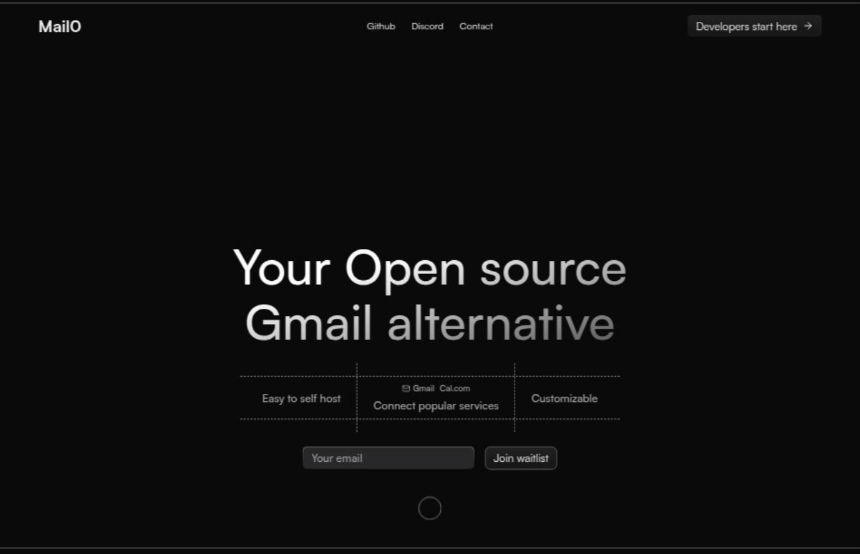 Mail0
Github Discord Contact
Developers start here →
Your Open source
Gmail alternative
Easy to self host
Gmail Cal.com
Connect popular services
Customizable
Your email
Join waitlist